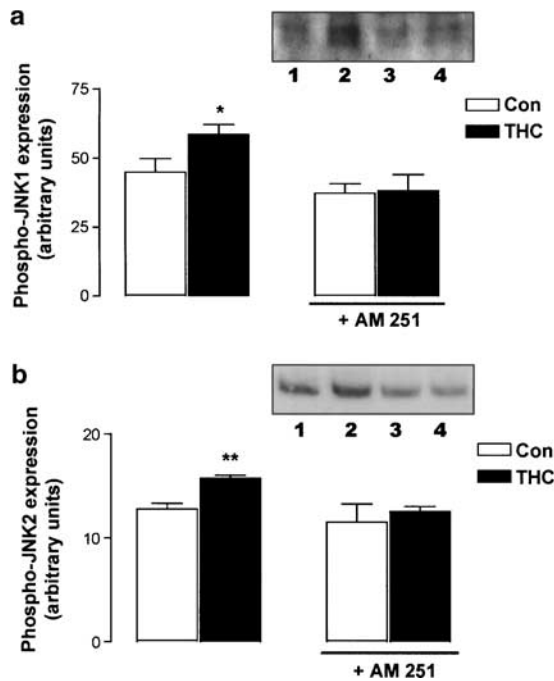 a
1 2 3 4
Phospho-JNK1 expression
(arbitrary units)
75
50
25
0
*
Con
THC
+ AM 251
b
1 2 3 4
Phospho-JNK2 expression
(arbitrary units)
20
10
0
**
Con
THC
+ AM 251